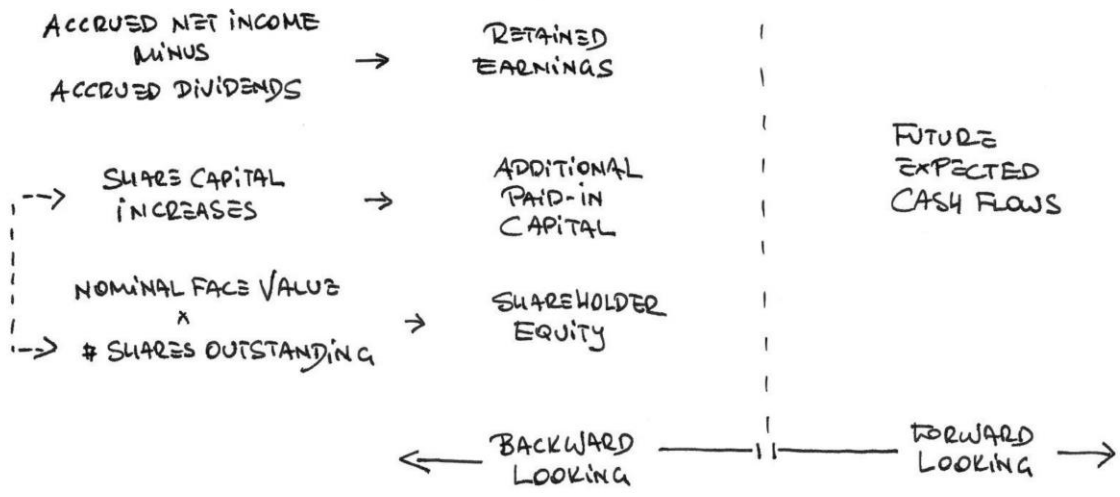 ACCRUED NET INCOME
MINUS
ACCRUED DIVIDENDS
→
RETAINED
EARNINGS
SHARE CAPITAL
INCREASES
→
ADDITIONAL
PAID-IN
CAPITAL
NOMINAL FACE VALUE
x
# SHARES OUTSTANDING
→
SHAREHOLDER
EQUITY
FUTURE
EXPECTED
CASH FLOWS
BACKWARD
LOOKING
FORWARD
LOOKING